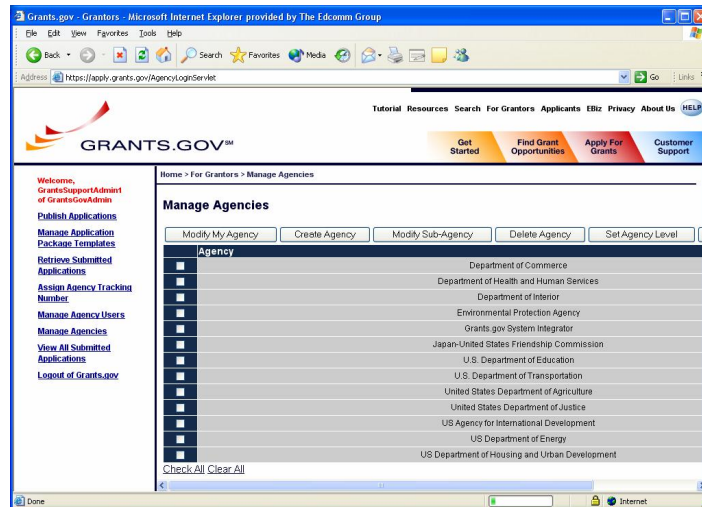 Grants.gov - Grantors - Microsoft Internet Explorer provided by The Edcomm Group
File Edit View Favorites Tools Help
Back Search Favorites Media
Address https://apply.grants.gov/AgencyLoginServlet Go Links
Tutorial Resources Search For Grantors Applicants EBiz Privacy About Us HELP
GRANTS.GOV SM
Get Started
Find Grant Opportunities
Apply For Grants
Customer Support
Welcome,
GrantsSupportAdmin1
of GrantsGovAdmin
Publish Applications
Manage Application
Package Templates
Retrieve Submitted
Applications
Assign Agency Tracking
Number
Manage Agency Users
Manage Agencies
View All Submitted
Applications
Logout of Grants.gov
Home > For Grantors > Manage Agencies
Manage Agencies
Modify My Agency Create Agency Modify Sub-Agency Delete Agency Set Agency Level
Agency
Department of Commerce
Department of Health and Human Services
Department of Interior
Environmental Protection Agency
Grants.gov System Integrator
Japan-United States Friendship Commission
U.S. Department of Education
U.S. Department of Transportation
United States Department of Agriculture
United States Department of Justice
US Agency for International Development
US Department of Energy
US Department of Housing and Urban Development
Check All Clear All
Done Internet